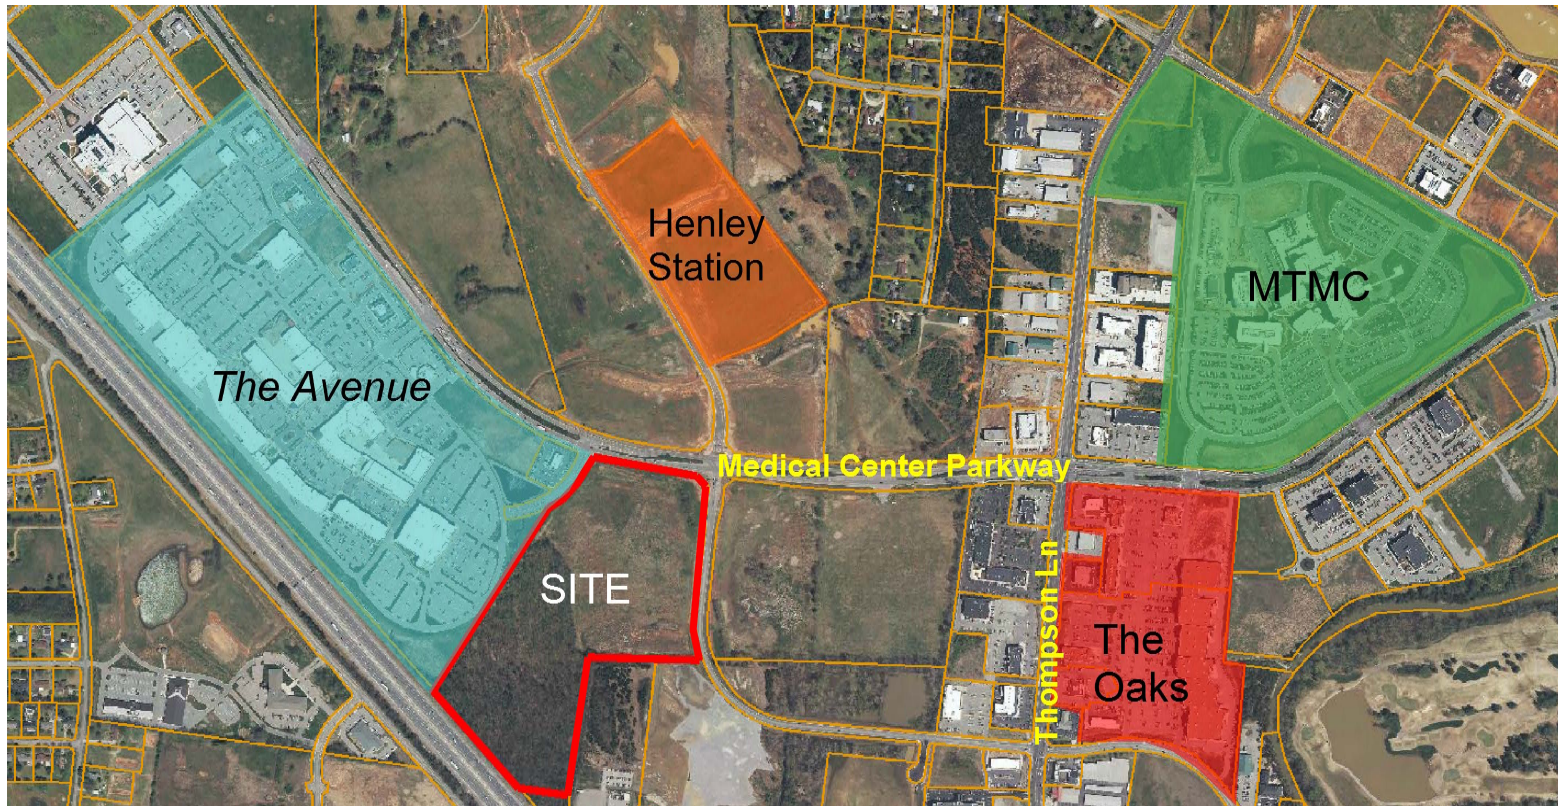 Henley
Station
MTMC
The Avenue
Medical Center Parkway
SITE
Thompson Ln
The
Oaks